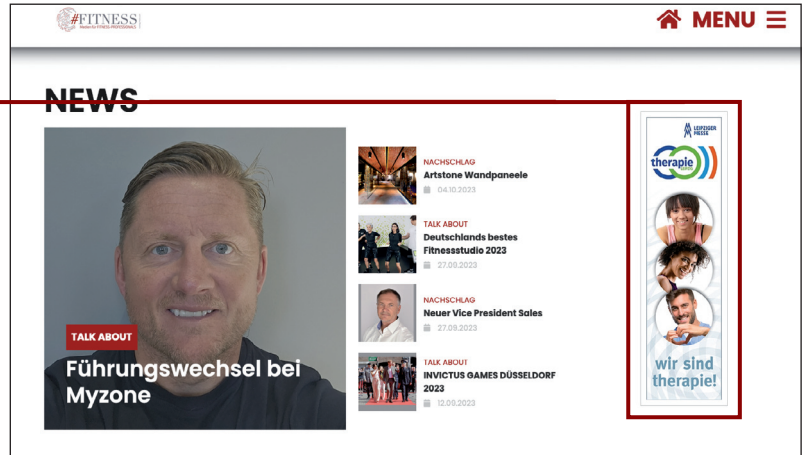 #FITNESS
MENU
NEWS
TALK ABOUT
Führungswechsel bei
Myzone
NACHSCHLAG
Artstone Wandpaneele
04.10.2023
TALK ABOUT
Deutschlands bestes
Fitnessstudio 2023
27.09.2023
NACHSCHLAG
Neuer Vice President Sales
27.09.2023
TALK ABOUT
INVICTUS GAMES DÜSSELDORF
2023
12.09.2023
LEIPZIGER
MESSE
therapie
wir sind
therapie!